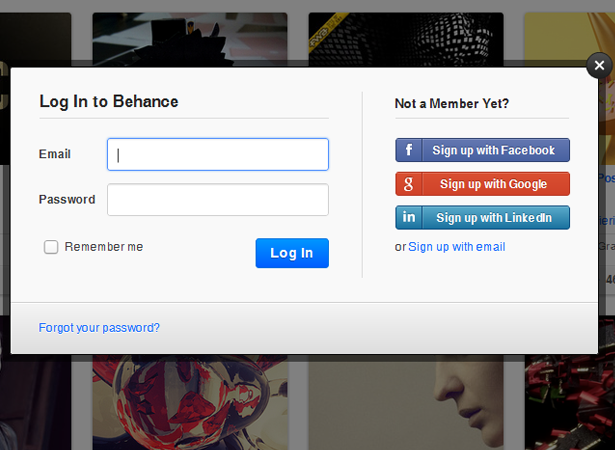 Log In to Behance
Email
Password
Remember me
Log In
Forgot your password?
Not a Member Yet?
f Sign up with Facebook
g Sign up with Google
in Sign up with LinkedIn
or Sign up with email